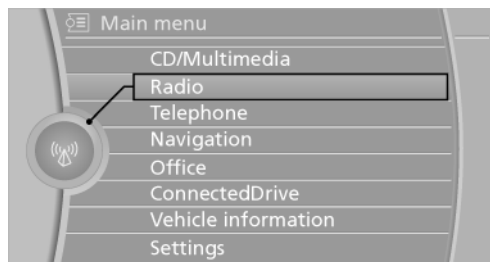 Main menu
CD/Multimedia
Radio
Telephone
Navigation
Office
ConnectedDrive
Vehicle information
Settings